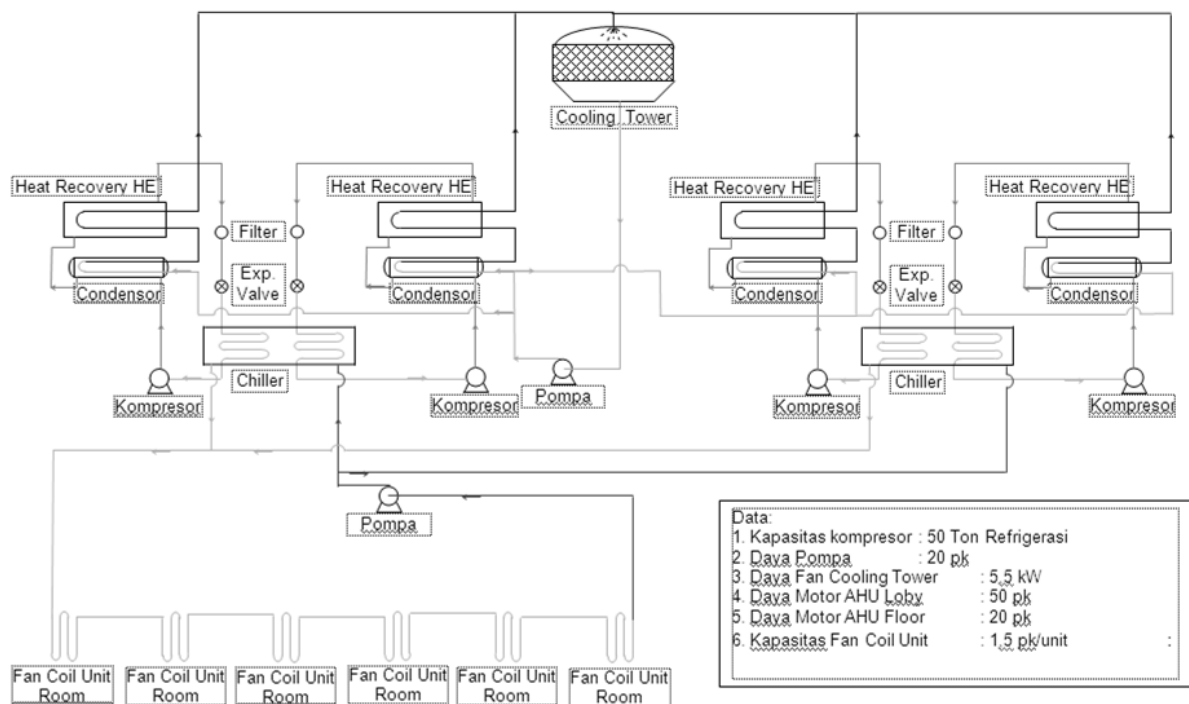 Cooling Tower
Heat Recovery HE
Heat Recovery HE
Heat Recovery HE
Heat Recovery HE
Filter
Filter
Exp.
Valve
Exp.
Valve
Condensor
Condensor
Condensor
Condensor
Chiller
Chiller
Kompresor
Kompresor
Pompa
Kompresor
Kompresor
Pompa
Data:
1. Kapasitas kompresor : 50 Ton Refrigerasi
2. Daya Pompa : 20 pk
3. Daya Fan Cooling Tower : 5,5 kW
4. Daya Motor AHU Loby : 50 pk
5. Daya Motor AHU Floor : 20 pk
6. Kapasitas Fan Coil Unit : 1,5 pk/unit :
Fan Coil Unit
Room
Fan Coil Unit
Room
Fan Coil Unit
Room
Fan Coil Unit
Room
Fan Coil Unit
Room
Fan Coil Unit
Room